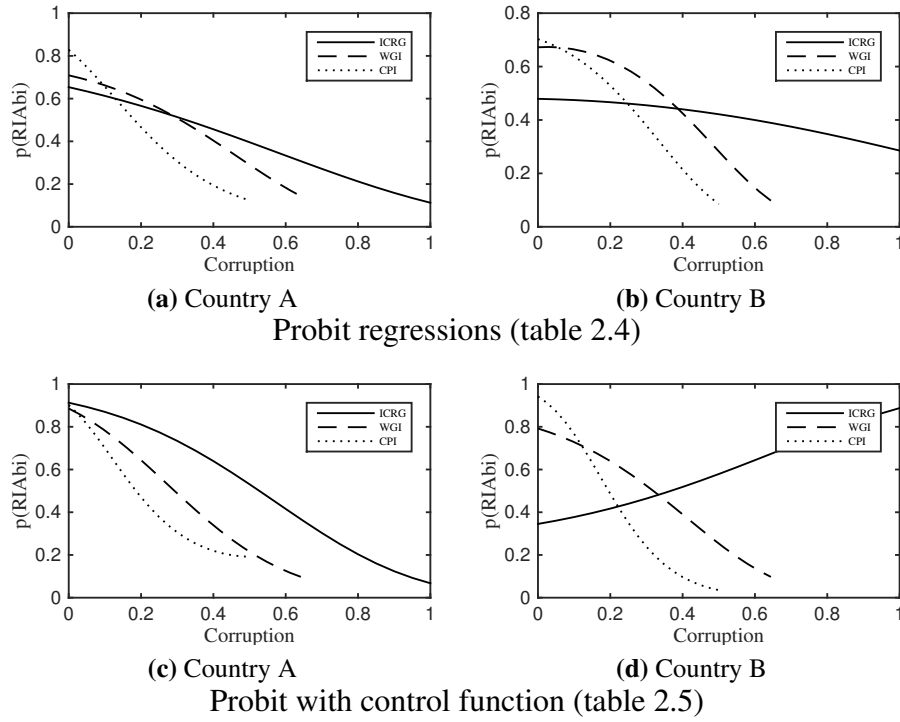 1
0.8
0.6
0.4
0.2
0
p(RIAbi)
0 0.2 0.4 0.6 0.8 1
Corruption
ICRG
WGI
CPI
(a) Country A
0.8
0.6
0.4
0.2
0
p(RIAbi)
0 0.2 0.4 0.6 0.8 1
Corruption
ICRG
WGI
CPI
(b) Country B
Probit regressions (table 2.4)
1
0.8
0.6
0.4
0.2
0
p(RIAbi)
0 0.2 0.4 0.6 0.8 1
Corruption
ICRG
WGI
CPI
(c) Country A
1
0.8
0.6
0.4
0.2
0
p(RIAbi)
0 0.2 0.4 0.6 0.8 1
Corruption
ICRG
WGI
CPI
(d) Country B
Probit with control function (table 2.5)